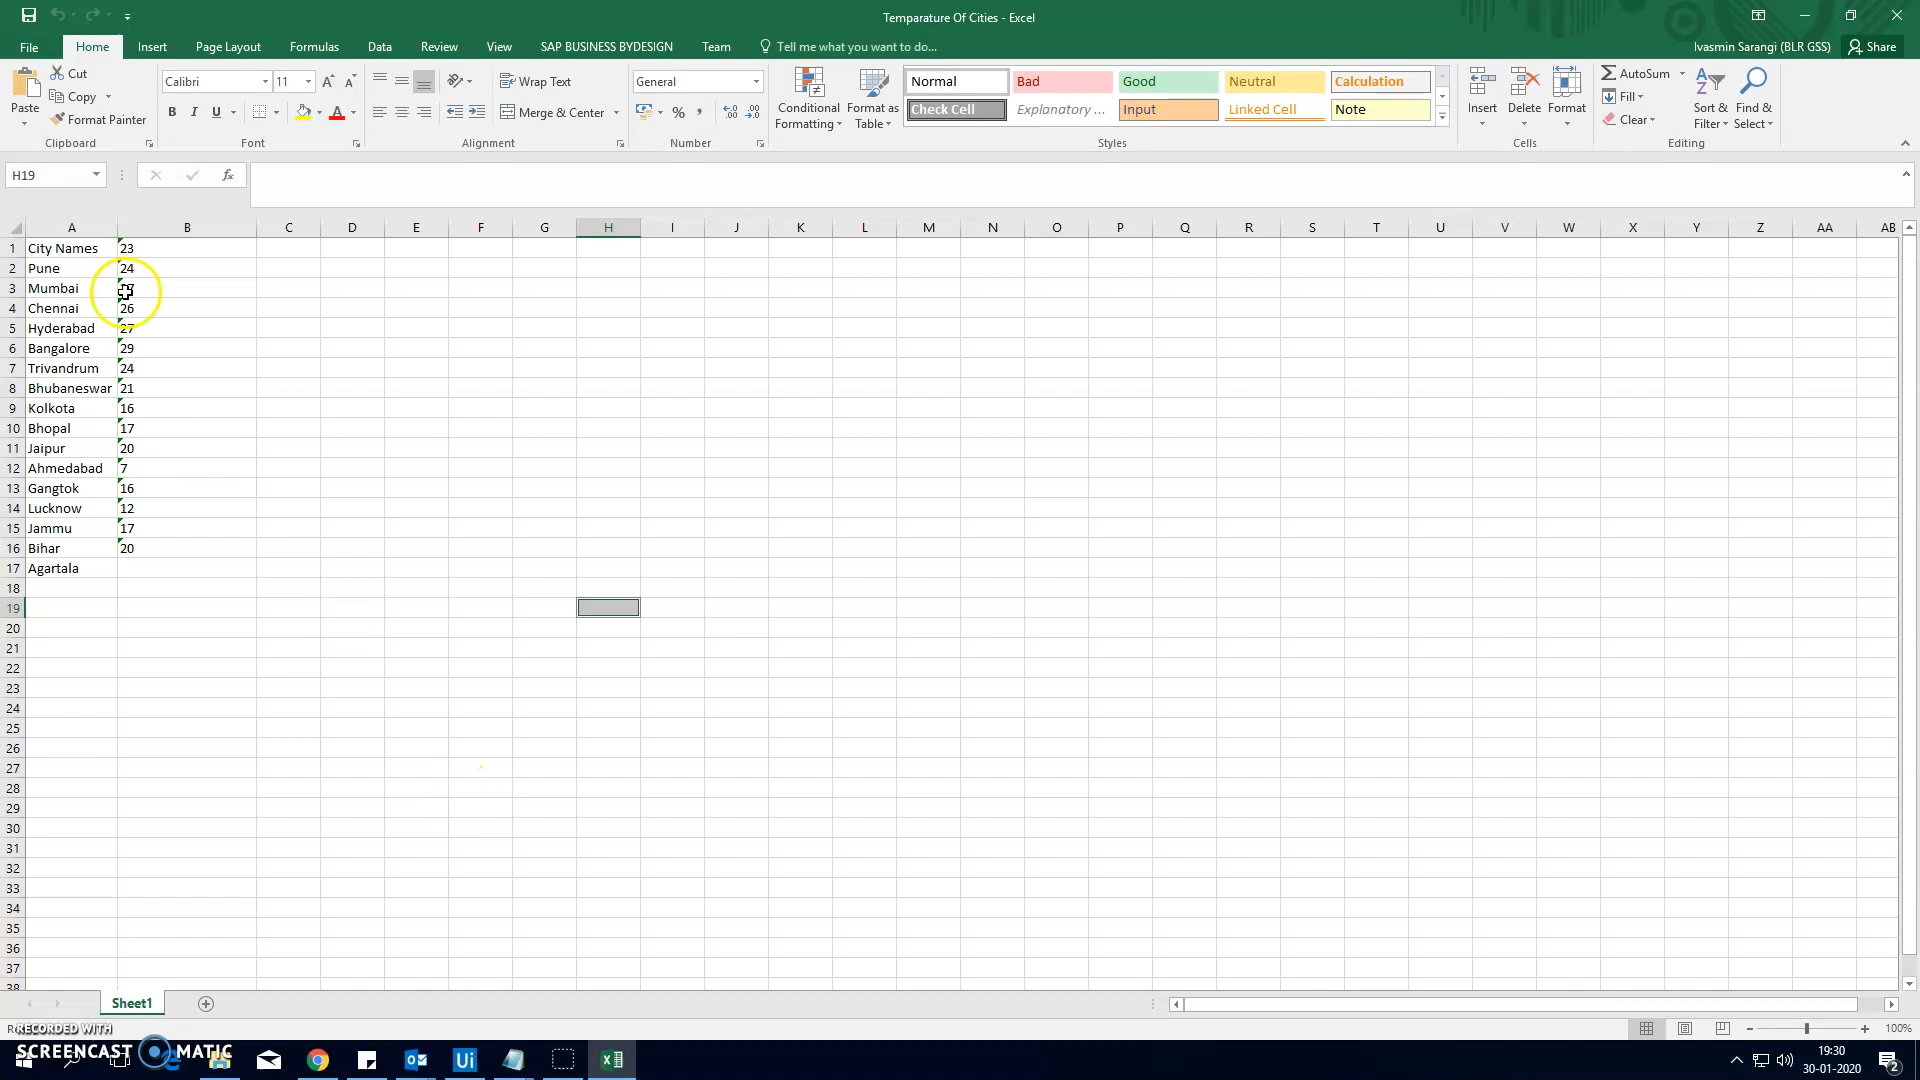 Temparature Of Cities - Excel
File Home Insert Page Layout Formulas Data Review View SAP BUSINESS BYDESIGN Team Tell me what you want to do... Ivasmin Sarangi (BLR GSS) Share
Paste Cut Copy Format Painter
Calibri 11 B I U
Wrap Text Merge & Center
General % ,
Conditional Formatting Format as Table
Normal Bad Good Neutral Calculation
Check Cell Explanatory ... Input Linked Cell Note
Insert Delete Format
AutoSum Fill Clear
Sort & Filter Find & Select
Clipboard Font Alignment Number Styles Cells Editing
H19 fx
A B C D E F G H I J K L M N O P Q R S T U V W X Y Z AA AB
1 City Names 23
2 Pune 24
3 Mumbai
4 Chennai 26
5 Hyderabad 27
6 Bangalore 29
7 Trivandrum 24
8 Bhubaneswar 21
9 Kolkota 16
10 Bhopal 17
11 Jaipur 20
12 Ahmedabad 7
13 Gangtok 16
14 Lucknow 12
15 Jammu 17
16 Bihar 20
17 Agartala
18
19
20
21
22
23
24
25
26
27
28
29
30
31
32
33
34
35
36
37
38
Sheet1
100%
RECORDED WITH
SCREENCAST MATIC
Ui
19:30
30-01-2020
2